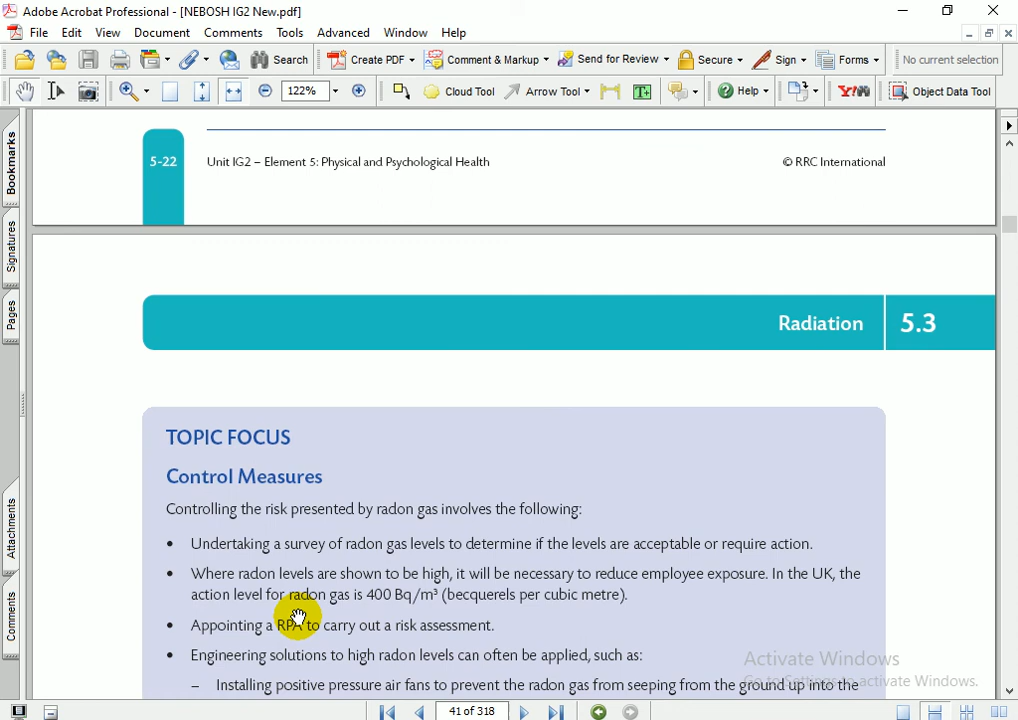 Adobe Acrobat Professional - [NEBOSH IG2 New.pdf]
File Edit View Document Comments Tools Advanced Window Help
Search Create PDF Comment & Markup Send for Review Secure Sign Forms No current selection
122% Cloud Tool Arrow Tool Help Y! Object Data Tool
Bookmarks
Signatures
Pages
Attachments
Comments
5-22 Unit IG2 – Element 5: Physical and Psychological Health © RRC International
Radiation 5.3
TOPIC FOCUS
Control Measures
Controlling the risk presented by radon gas involves the following:
• Undertaking a survey of radon gas levels to determine if the levels are acceptable or require action.
• Where radon levels are shown to be high, it will be necessary to reduce employee exposure. In the UK, the
action level for radon gas is 400 Bq/m³ (becquerels per cubic metre).
• Appointing a RPA to carry out a risk assessment.
• Engineering solutions to high radon levels can often be applied, such as:
– Installing positive pressure air fans to prevent the radon gas from seeping from the ground up into the
Activate Windows
Go to Settings to activate Windows.
41 of 318